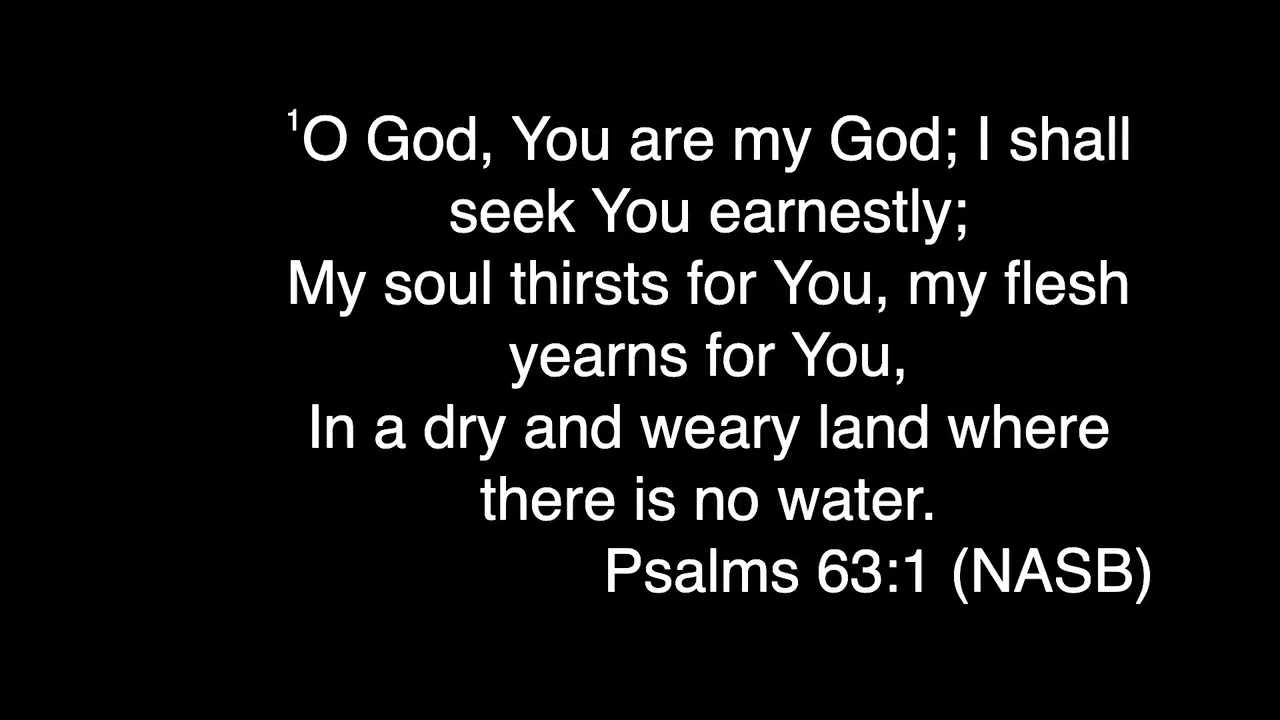 ¹O God, You are my God; I shall
seek You earnestly;
My soul thirsts for You, my flesh
yearns for You,
In a dry and weary land where
there is no water.
Psalms 63:1 (NASB)